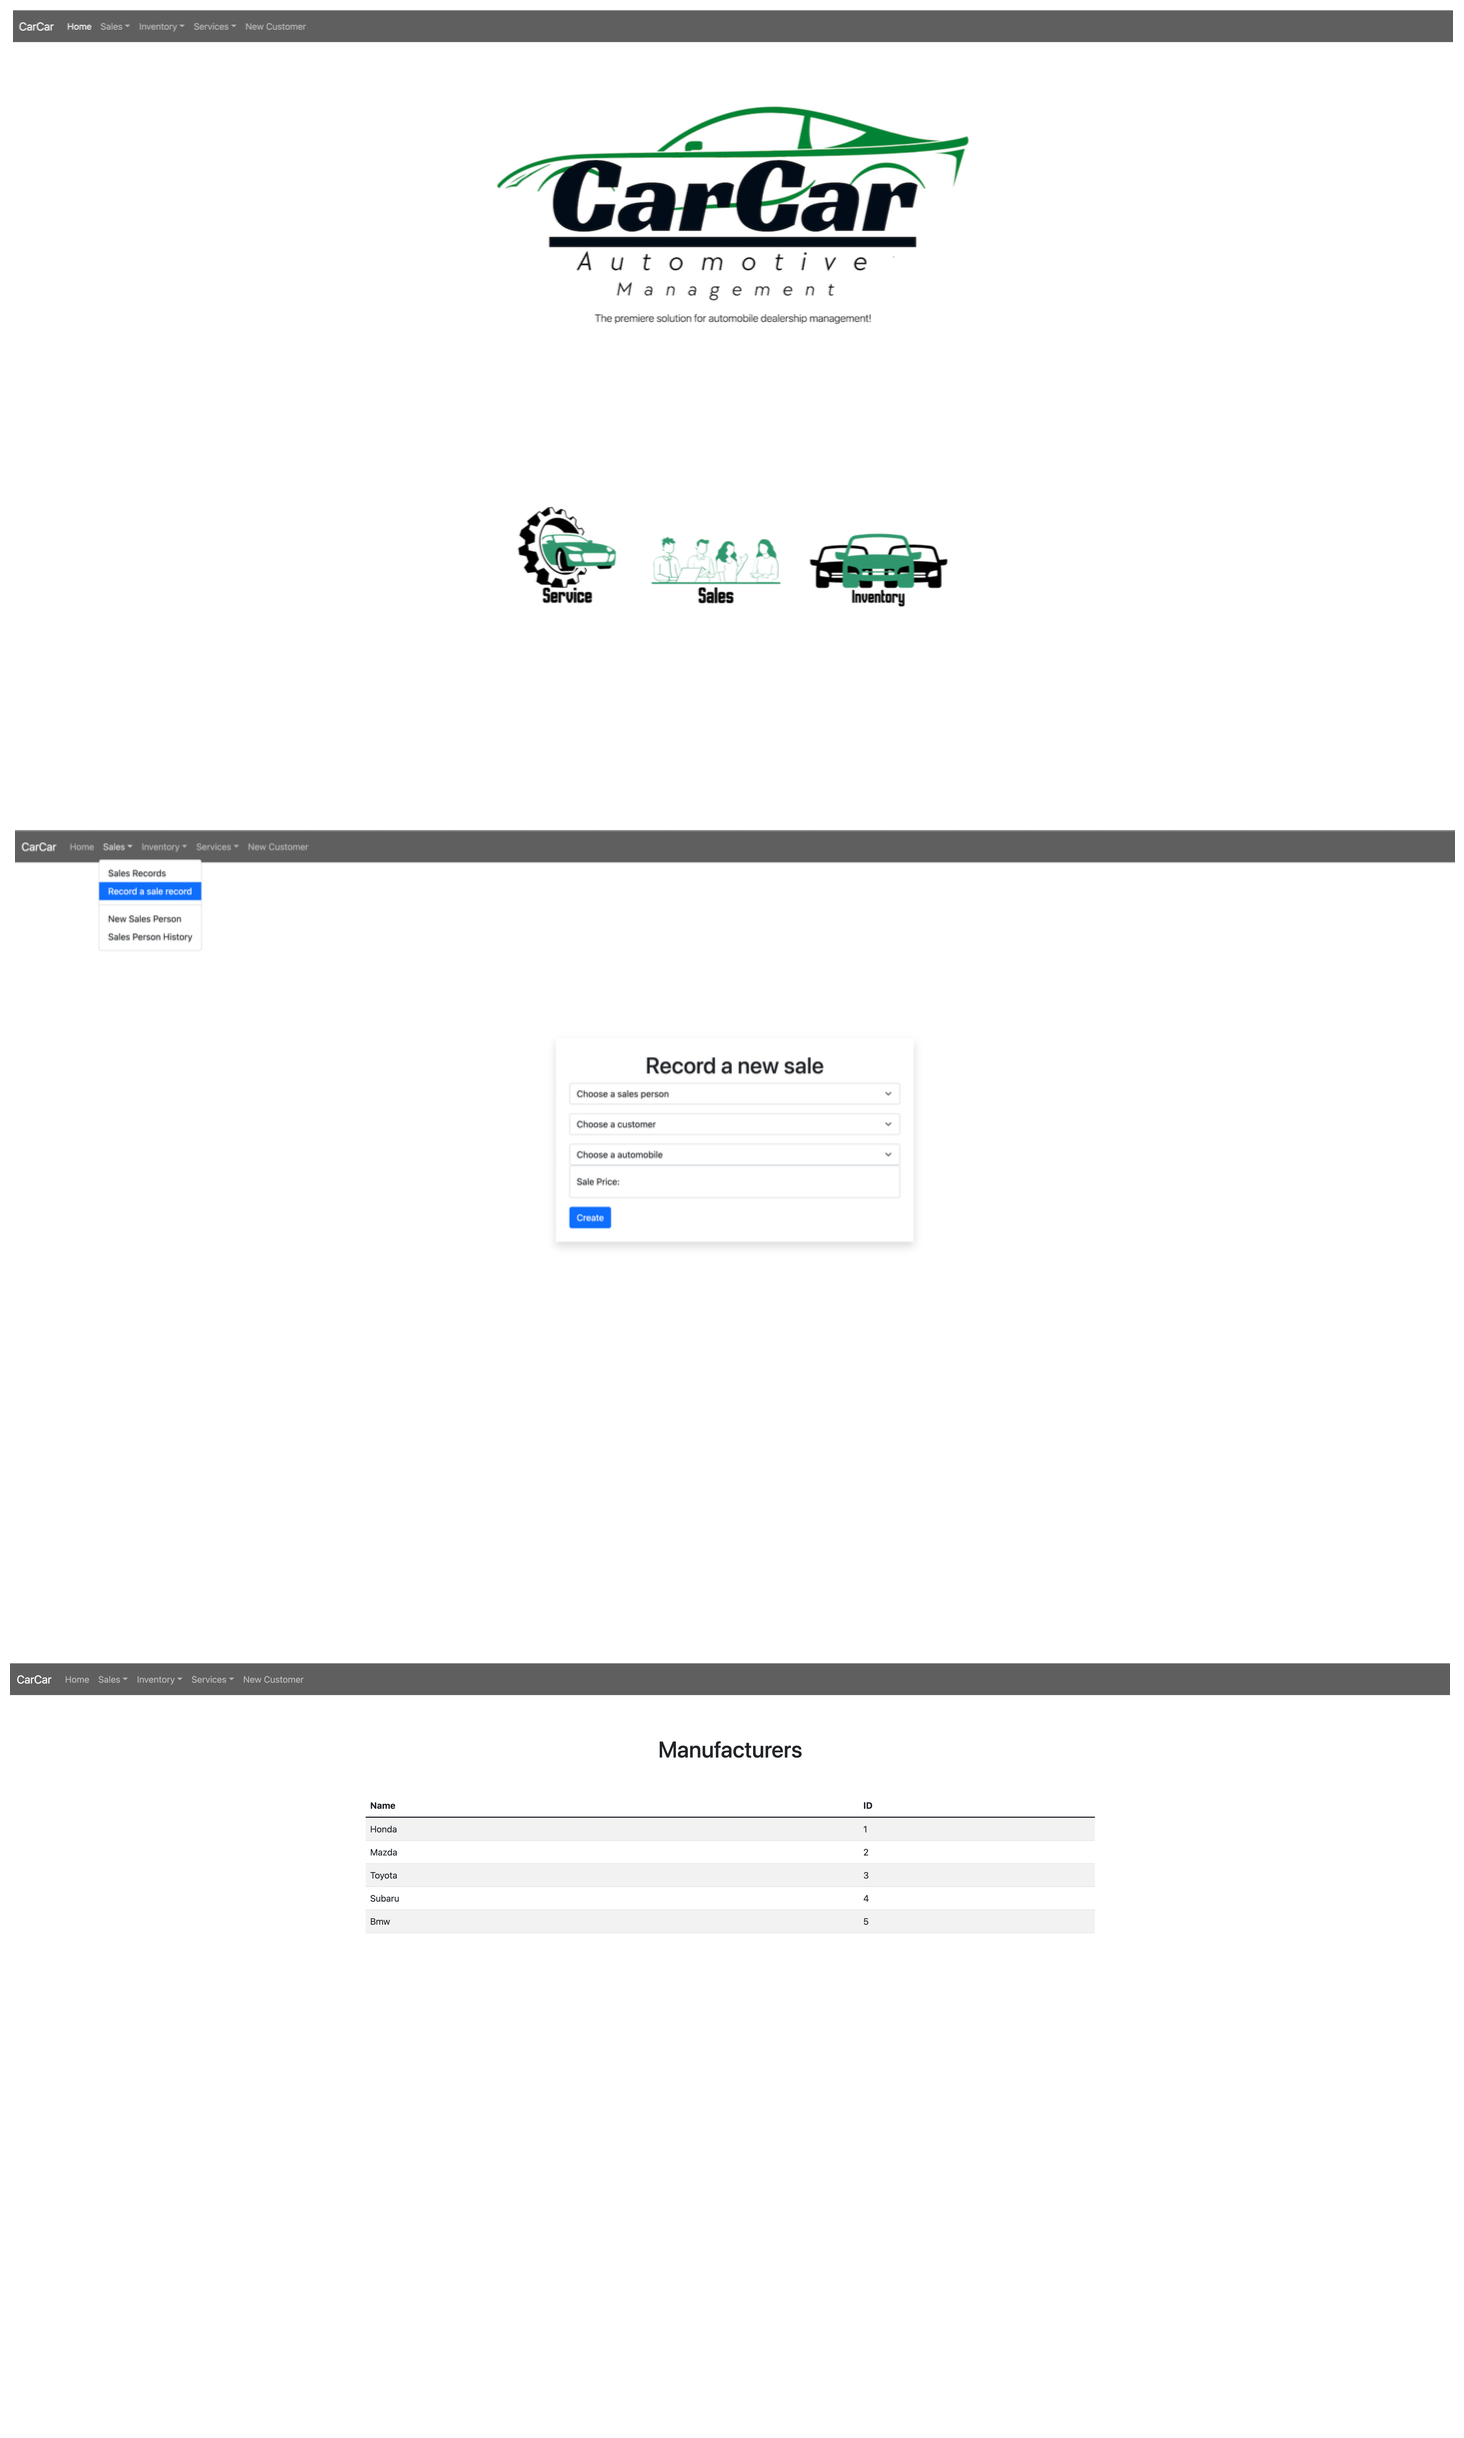 CarCar Home Sales Inventory Services New Customer
CarCar
Automotive
Management
The premiere solution for automobile dealership management!
Service Sales Inventory
CarCar Home Sales Inventory Services New Customer
Sales Records
Record a sale record
New Sales Person
Sales Person History
Record a new sale
Choose a sales person
Choose a customer
Choose a automobile
Sale Price:
Create
CarCar Home Sales Inventory Services New Customer
Manufacturers
Name ID
Honda 1
Mazda 2
Toyota 3
Subaru 4
Bmw 5